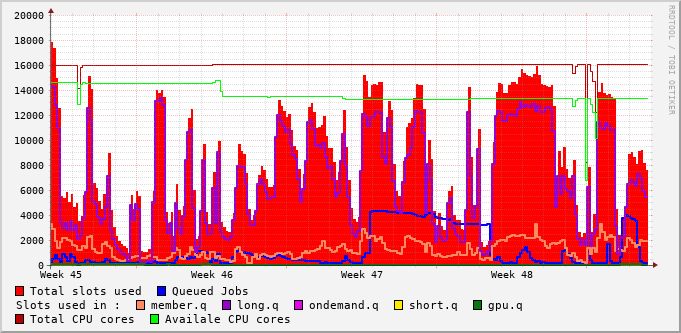 20000
18000
16000
14000
12000
10000
8000
6000
4000
2000
0
Week 45 Week 46 Week 47 Week 48
RRDTOOL / TOBI OETIKER
Total slots used Queued Jobs
Slots used in : member.q long.q ondemand.q short.q gpu.q
Total CPU cores Availale CPU cores